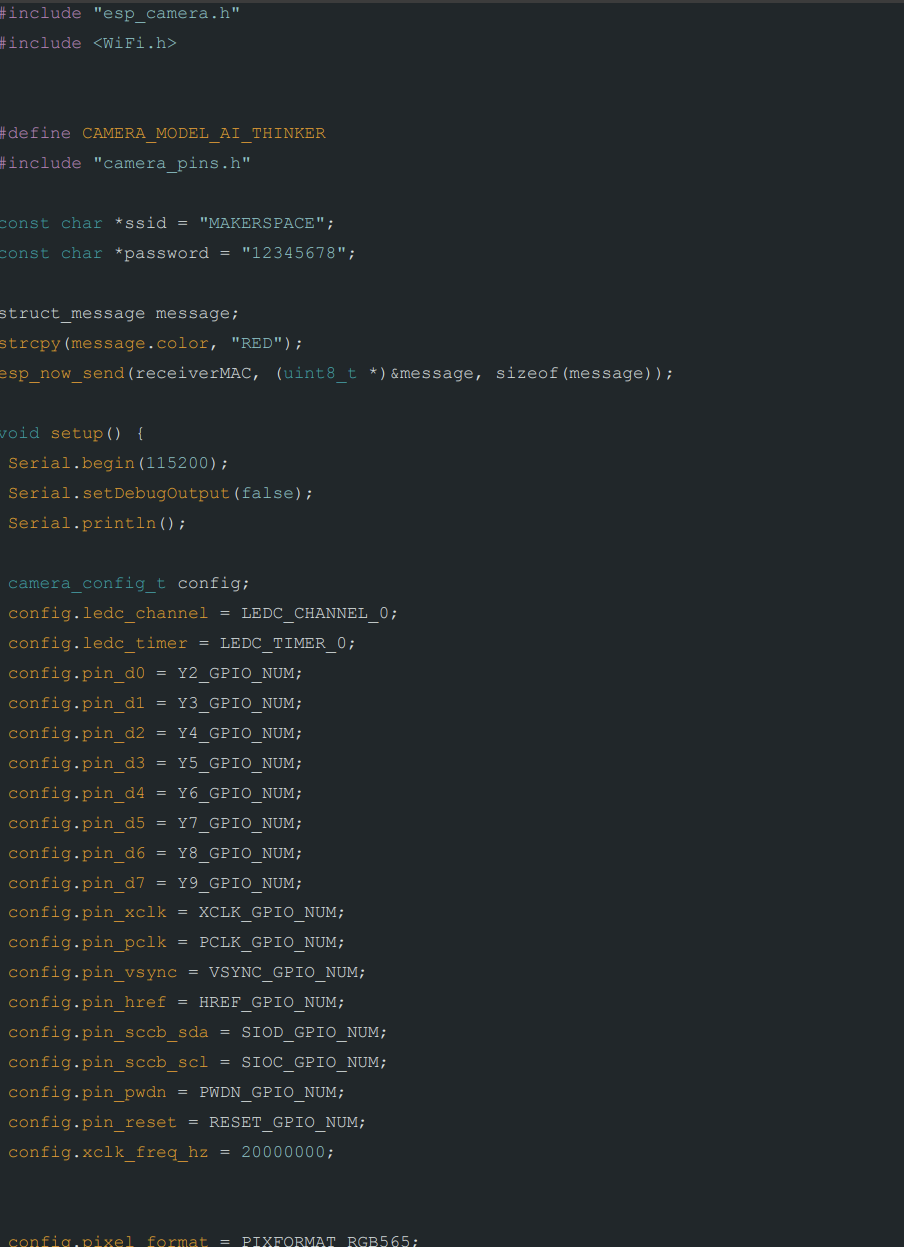 #include "esp_camera.h"
#include <WiFi.h>
#define CAMERA_MODEL_AI_THINKER
#include "camera_pins.h"
const char *ssid = "MAKERSPACE";
const char *password = "12345678";
struct_message message;
strcpy(message.color, "RED");
esp_now_send(receiverMAC, (uint8_t *)&message, sizeof(message));
void setup() {
Serial.begin(115200);
Serial.setDebugOutput(false);
Serial.println();
camera_config_t config;
config.ledc_channel = LEDC_CHANNEL_0;
config.ledc_timer = LEDC_TIMER_0;
config.pin_d0 = Y2_GPIO_NUM;
config.pin_d1 = Y3_GPIO_NUM;
config.pin_d2 = Y4_GPIO_NUM;
config.pin_d3 = Y5_GPIO_NUM;
config.pin_d4 = Y6_GPIO_NUM;
config.pin_d5 = Y7_GPIO_NUM;
config.pin_d6 = Y8_GPIO_NUM;
config.pin_d7 = Y9_GPIO_NUM;
config.pin_xclk = XCLK_GPIO_NUM;
config.pin_pclk = PCLK_GPIO_NUM;
config.pin_vsync = VSYNC_GPIO_NUM;
config.pin_href = HREF_GPIO_NUM;
config.pin_sccb_sda = SIOD_GPIO_NUM;
config.pin_sccb_scl = SIOC_GPIO_NUM;
config.pin_pwdn = PWDN_GPIO_NUM;
config.pin_reset = RESET_GPIO_NUM;
config.xclk_freq_hz = 20000000;
config.pixel_format = PIXFORMAT_RGB565;